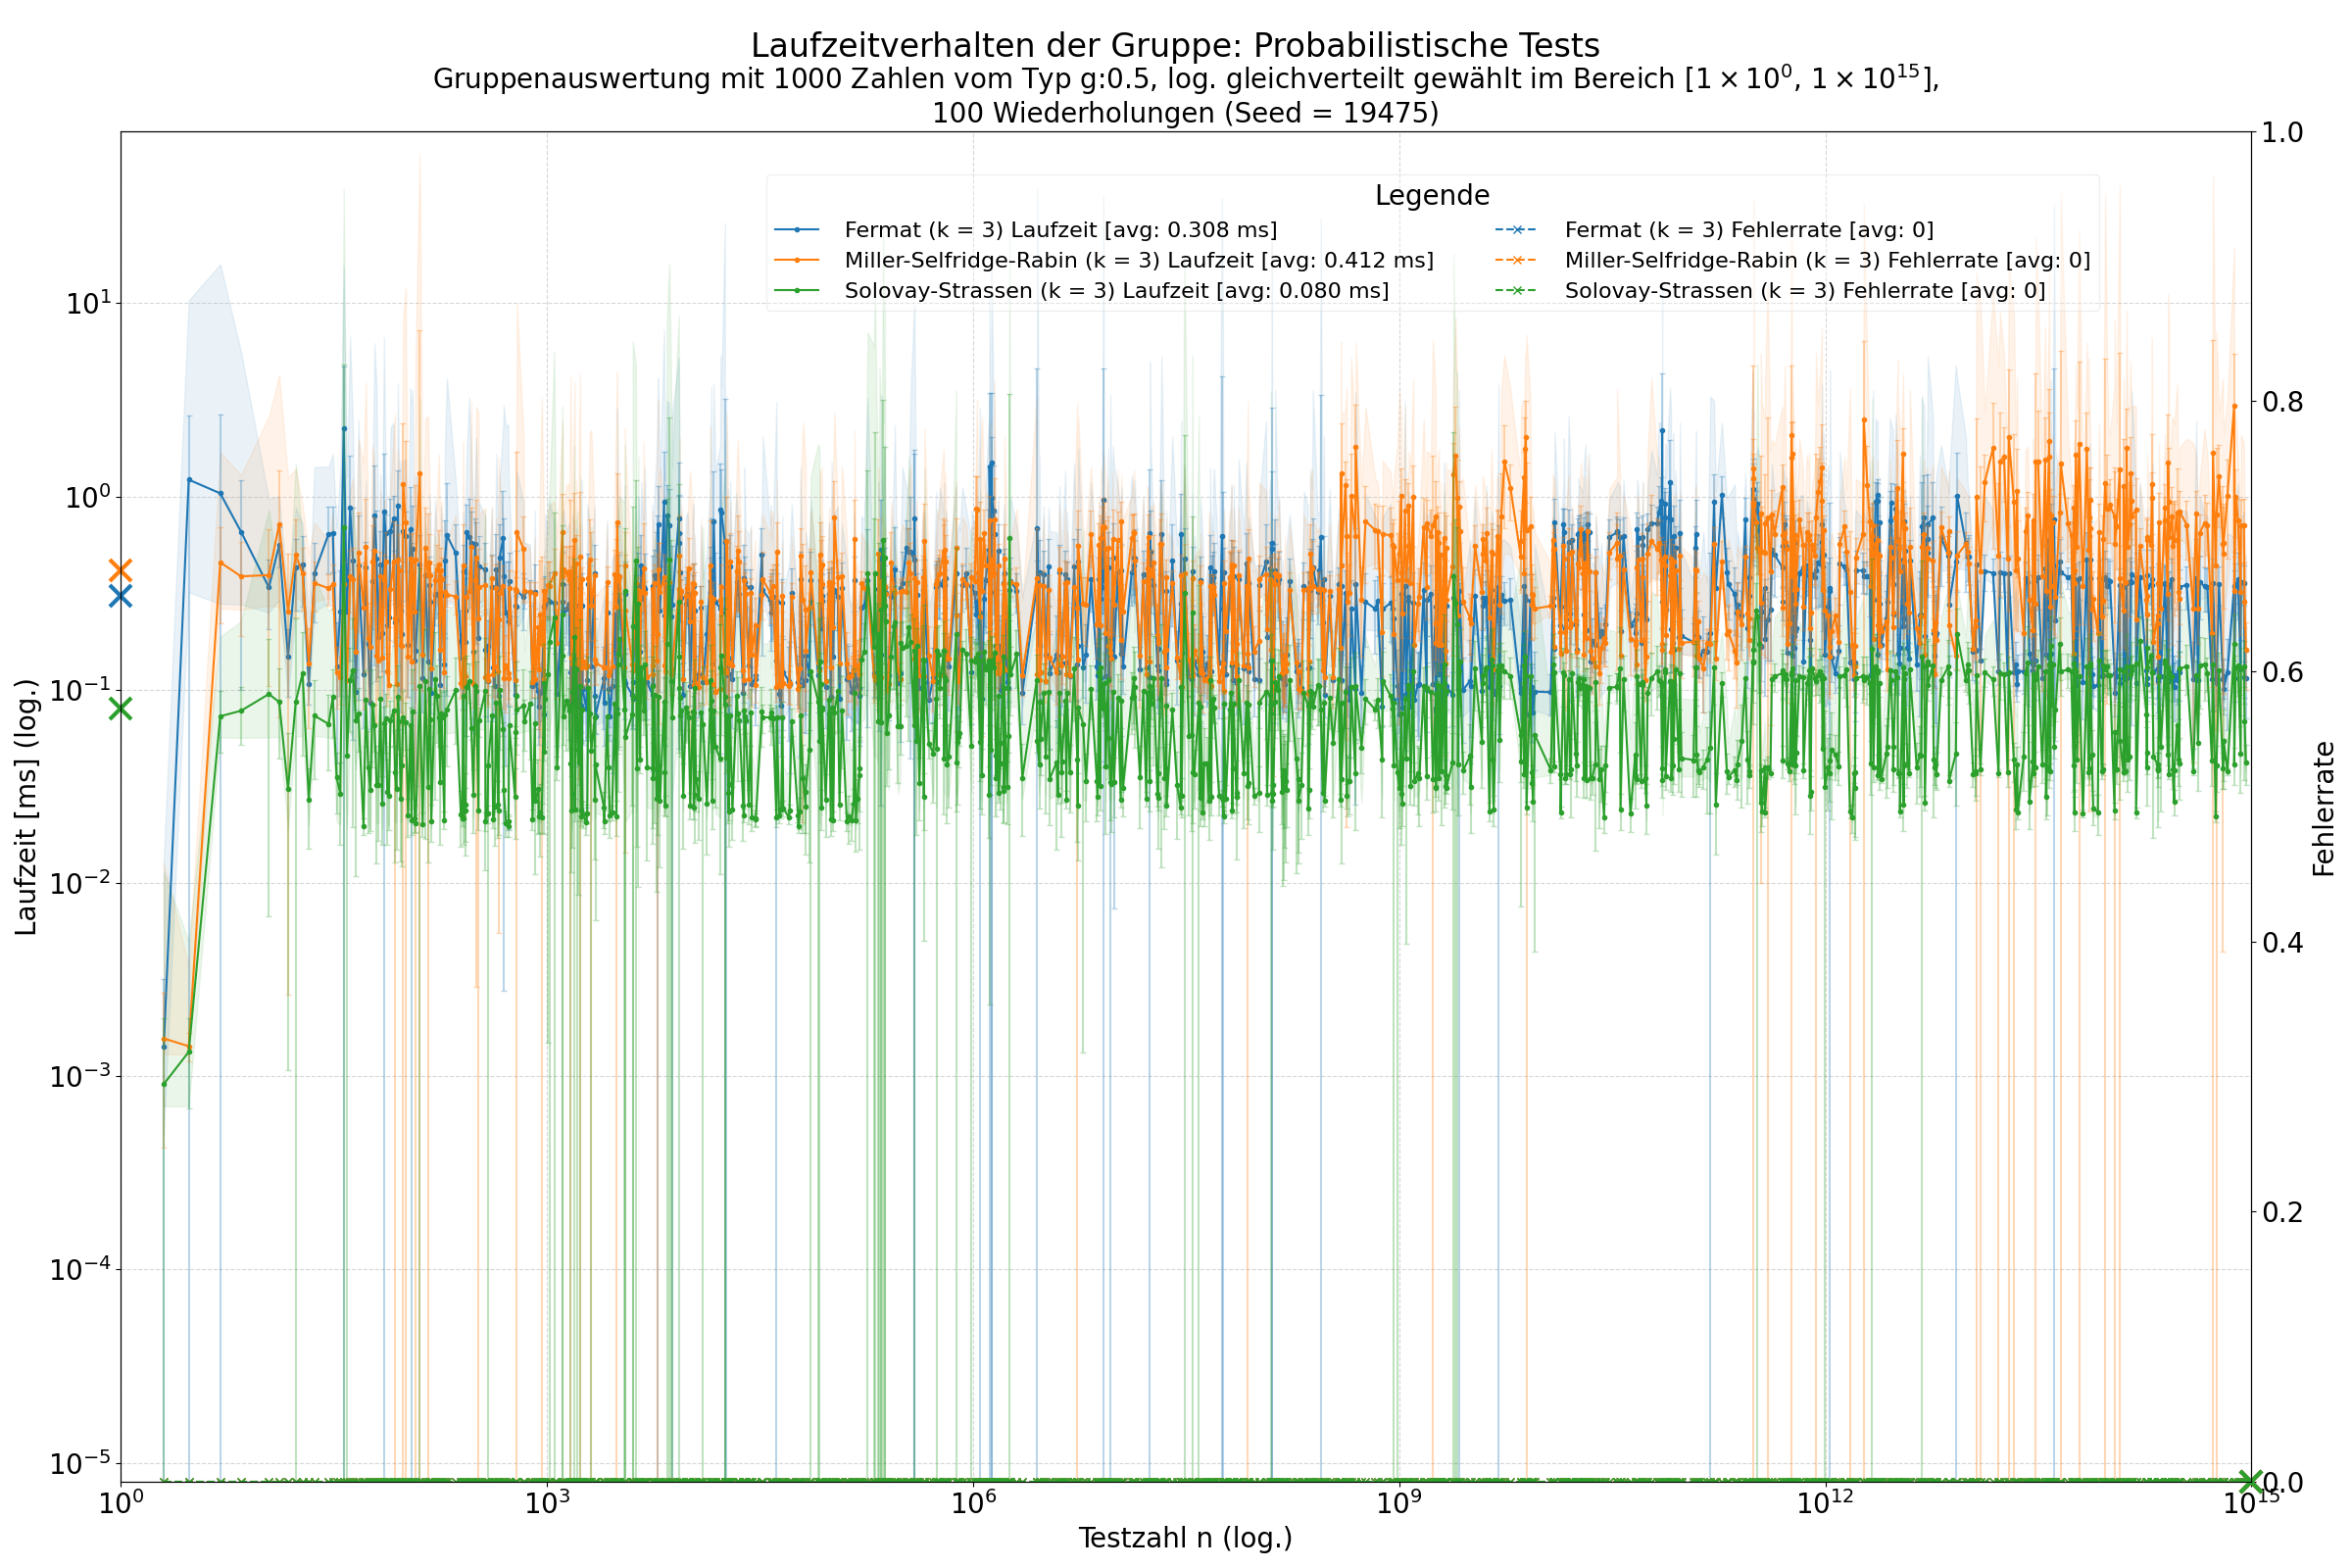 Laufzeitverhalten der Gruppe: Probabilistische Tests
Gruppenauswertung mit 1000 Zahlen vom Typ g:0.5, log. gleichverteilt gewählt im Bereich [1 × 10⁰, 1 × 10¹⁵],
100 Wiederholungen (Seed = 19475)
Legende
Fermat (k = 3) Laufzeit [avg: 0.308 ms]
Miller-Selfridge-Rabin (k = 3) Laufzeit [avg: 0.412 ms]
Solovay-Strassen (k = 3) Laufzeit [avg: 0.080 ms]
Fermat (k = 3) Fehlerrate [avg: 0]
Miller-Selfridge-Rabin (k = 3) Fehlerrate [avg: 0]
Solovay-Strassen (k = 3) Fehlerrate [avg: 0]
Laufzeit [ms] (log.)
10¹
10⁰
10⁻¹
10⁻²
10⁻³
10⁻⁴
10⁻⁵
1.0
0.8
0.6
0.4
0.2
0.0
Fehlerrate
10⁰
10³
10⁶
10⁹
10¹²
10¹⁵
Testzahl n (log.)